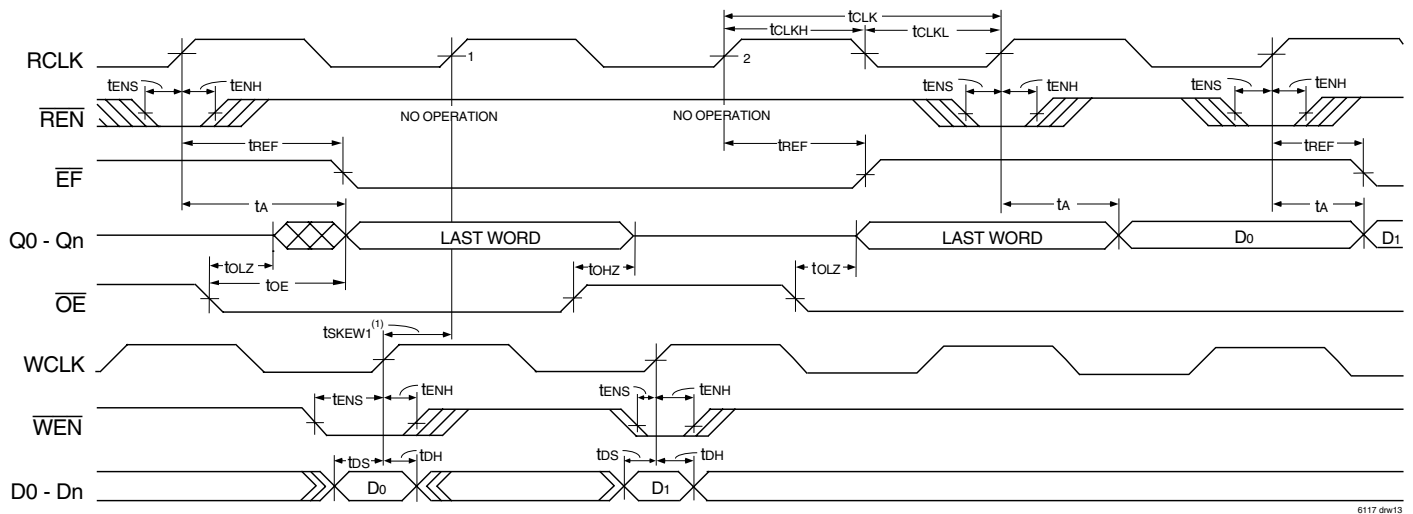 tCLK
tCLKH tCLKL
RCLK 1 2
tENS tENH tENS tENH tENS tENH
REN NO OPERATION NO OPERATION
tREF tREF tREF
EF
tA tA tA
Q0 - Qn LAST WORD LAST WORD D0 D1
tOLZ tOHZ tOLZ
tOE
OE
tSKEW1(1)
WCLK
tENS tENH tENS tENH
WEN
tDS tDH tDS tDH
D0 - Dn D0 D1
6117 drw13